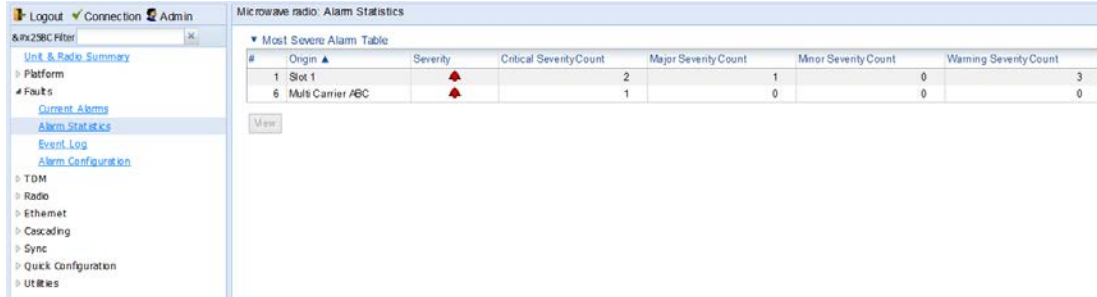 Logout Connection Admin
&#x25BC Filter
Unit & Radio Summary
Platform
Faults
Current Alarms
Alarm Statistics
Event Log
Alarm Configuration
TDM
Radio
Ethernet
Cascading
Sync
Quick Configuration
Utilities
Microwave radio: Alarm Statistics
▼ Most Severe Alarm Table
# Origin ▲ Severity Critical Severity Count Major Severity Count Minor Severity Count Warning Severity Count
1 Slot 1 2 1 0 3
6 Multi Carrier ABC 1 0 0 0
View